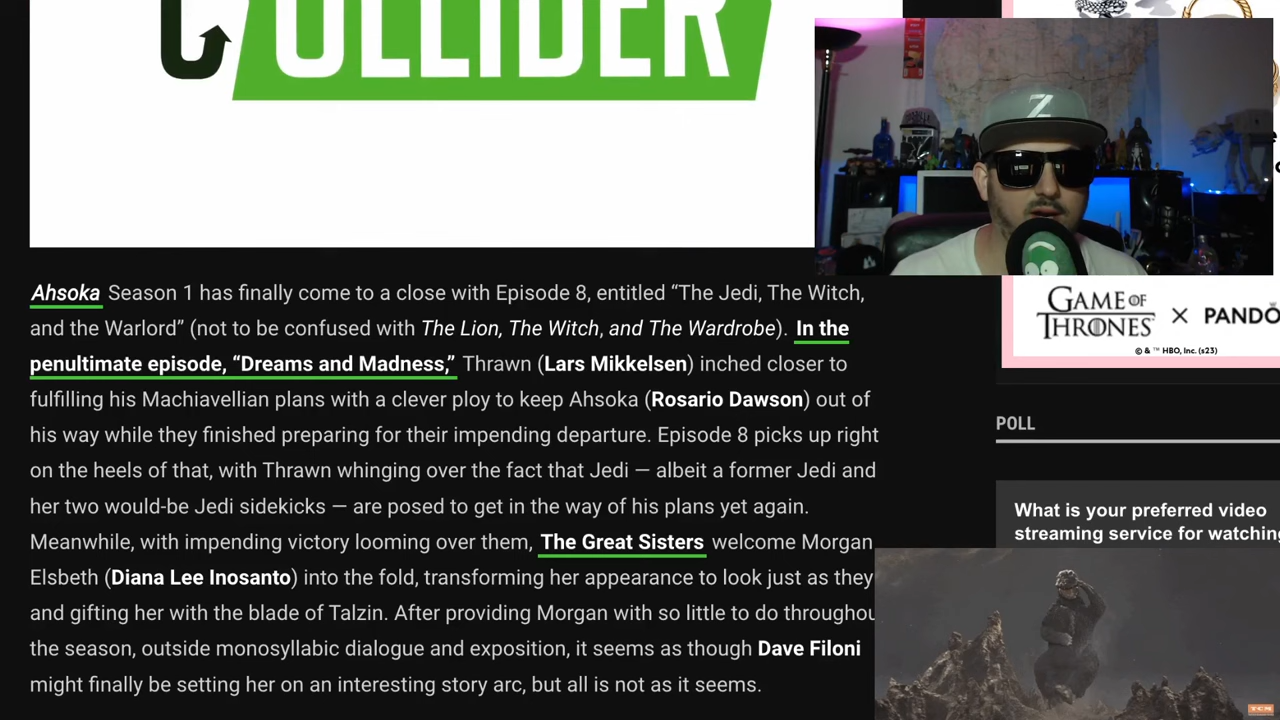 COLLIDER
Ahsoka Season 1 has finally come to a close with Episode 8, entitled “The Jedi, The Witch,
and the Warlord” (not to be confused with The Lion, The Witch, and The Wardrobe). In the
penultimate episode, “Dreams and Madness,” Thrawn (Lars Mikkelsen) inched closer to
fulfilling his Machiavellian plans with a clever ploy to keep Ahsoka (Rosario Dawson) out of
his way while they finished preparing for their impending departure. Episode 8 picks up right
on the heels of that, with Thrawn whinging over the fact that Jedi — albeit a former Jedi and
her two would-be Jedi sidekicks — are posed to get in the way of his plans yet again.
Meanwhile, with impending victory looming over them, The Great Sisters welcome Morgan
Elsbeth (Diana Lee Inosanto) into the fold, transforming her appearance to look just as they
and gifting her with the blade of Talzin. After providing Morgan with so little to do throughou
the season, outside monosyllabic dialogue and exposition, it seems as though Dave Filoni
might finally be setting her on an interesting story arc, but all is not as it seems.
Z
GAME OF
THRONES × PANDO
© & ™ HBO, Inc. (s23)
POLL
What is your preferred video
streaming service for watching
TCM